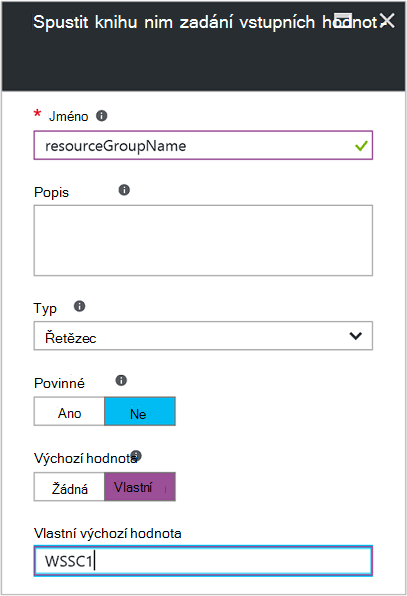 Spustit knihu nim zadání vstupních hodnot.
* Jméno
resourceGroupName
Popis
Typ
Řetězec
Povinné
Ano Ne
Výchozí hodnota
Žádná Vlastní
Vlastní výchozí hodnota
WSSC1